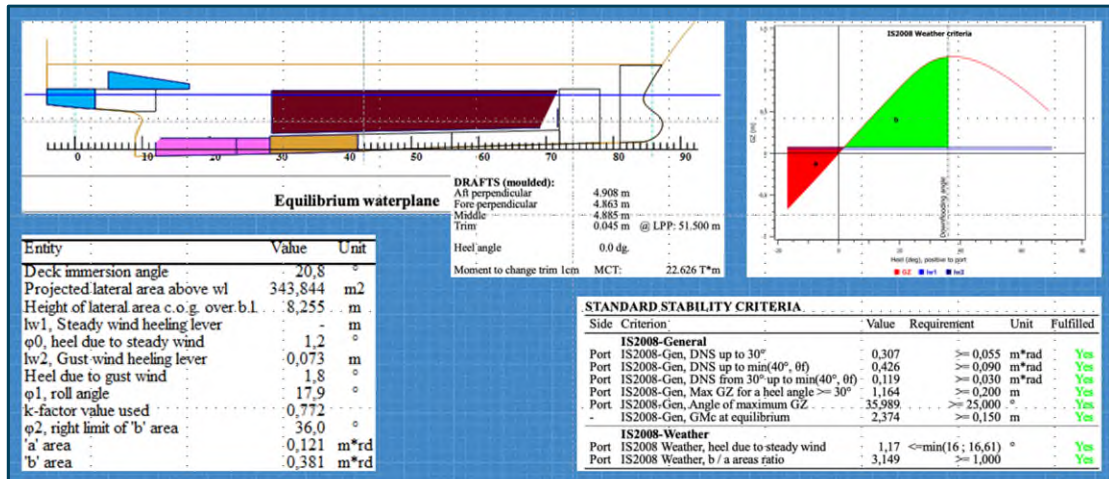 0 10 20 30 40 50 60 70 80 90
Equilibrium waterplane
DRAFTS (moulded):
Aft perpendicular 4.908 m
Fore perpendicular 4.863 m
Middle 4.885 m
Trim 0.045 m @ LPP: 51.500 m
Heel angle 0.0 dg.
Moment to change trim 1cm MCT: 22.626 T*m
IS2008 Weather criteria
GZ [m]
b
a
Downflooding angle
Heel (deg), positive to port
GZ lw1 lw2
Entity Value Unit
Deck immersion angle 20,8 °
Projected lateral area above wl 343,844 m2
Height of lateral area c.o.g. over b.l. 8,255 m
lw1, Steady wind heeling lever - m
φ0, heel due to steady wind 1,2 °
lw2, Gust wind heeling lever 0,073 m
Heel due to gust wind 1,8 °
φ1, roll angle 17,9 °
k-factor value used 0,772
φ2, right limit of 'b' area 36,0 °
'a' area 0,121 m*rd
'b' area 0,381 m*rd
STANDARD STABILITY CRITERIA
Side Criterion Value Requirement Unit Fulfilled
IS2008-General
Port IS2008-Gen, DNS up to 30° 0,307 >= 0,055 m*rad Yes
Port IS2008-Gen, DNS up to min(40°, θf) 0,426 >= 0,090 m*rad Yes
Port IS2008-Gen, DNS from 30° up to min(40°, θf) 0,119 >= 0,030 m*rad Yes
Port IS2008-Gen, Max GZ for a heel angle >= 30° 1,164 >= 0,200 m Yes
Port IS2008-Gen, Angle of maximum GZ 35,989 >= 25,000 ° Yes
- IS2008-Gen, GMc at equilibrium 2,374 >= 0,150 m Yes
IS2008-Weather
Port IS2008 Weather, heel due to steady wind 1,17 <=min(16 ; 16,61) ° Yes
Port IS2008 Weather, b / a areas ratio 3,149 >= 1,000 Yes